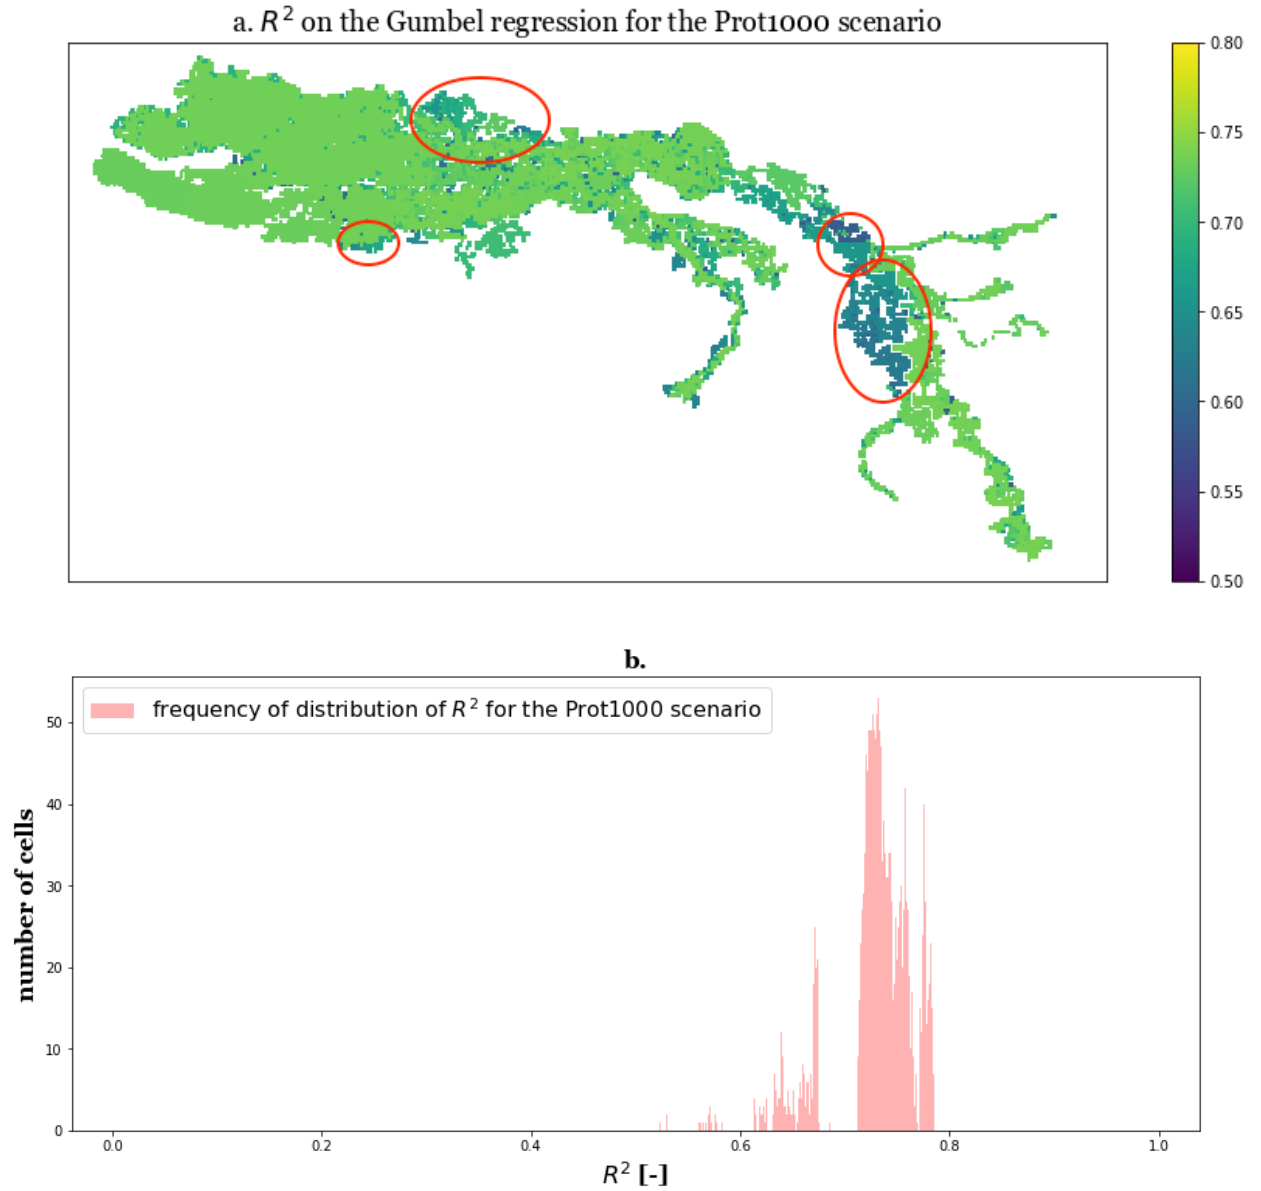 a. R² on the Gumbel regression for the Prot1000 scenario
0.80
0.75
0.70
0.65
0.60
0.55
0.50
b.
frequency of distribution of R² for the Prot1000 scenario
50
40
30
20
10
0
number of cells
0.0 0.2 0.4 0.6 0.8 1.0
R² [-]